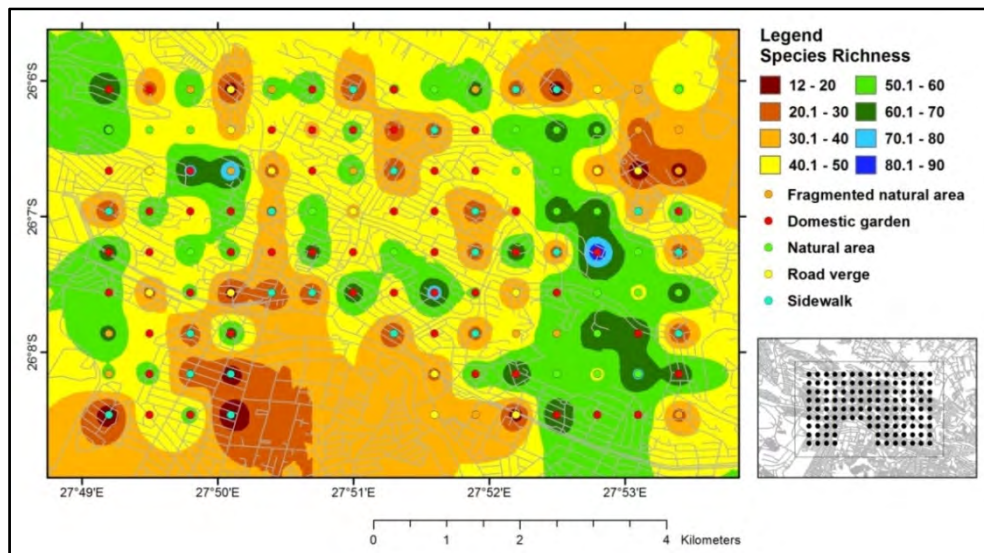 Legend
Species Richness
12 - 20
50.1 - 60
20.1 - 30
60.1 - 70
30.1 - 40
70.1 - 80
40.1 - 50
80.1 - 90
Fragmented natural area
Domestic garden
Natural area
Road verge
Sidewalk
26°6'S
26°7'S
26°8'S
27°49'E
27°50'E
27°51'E
27°52'E
27°53'E
0
1
2
4
Kilometers